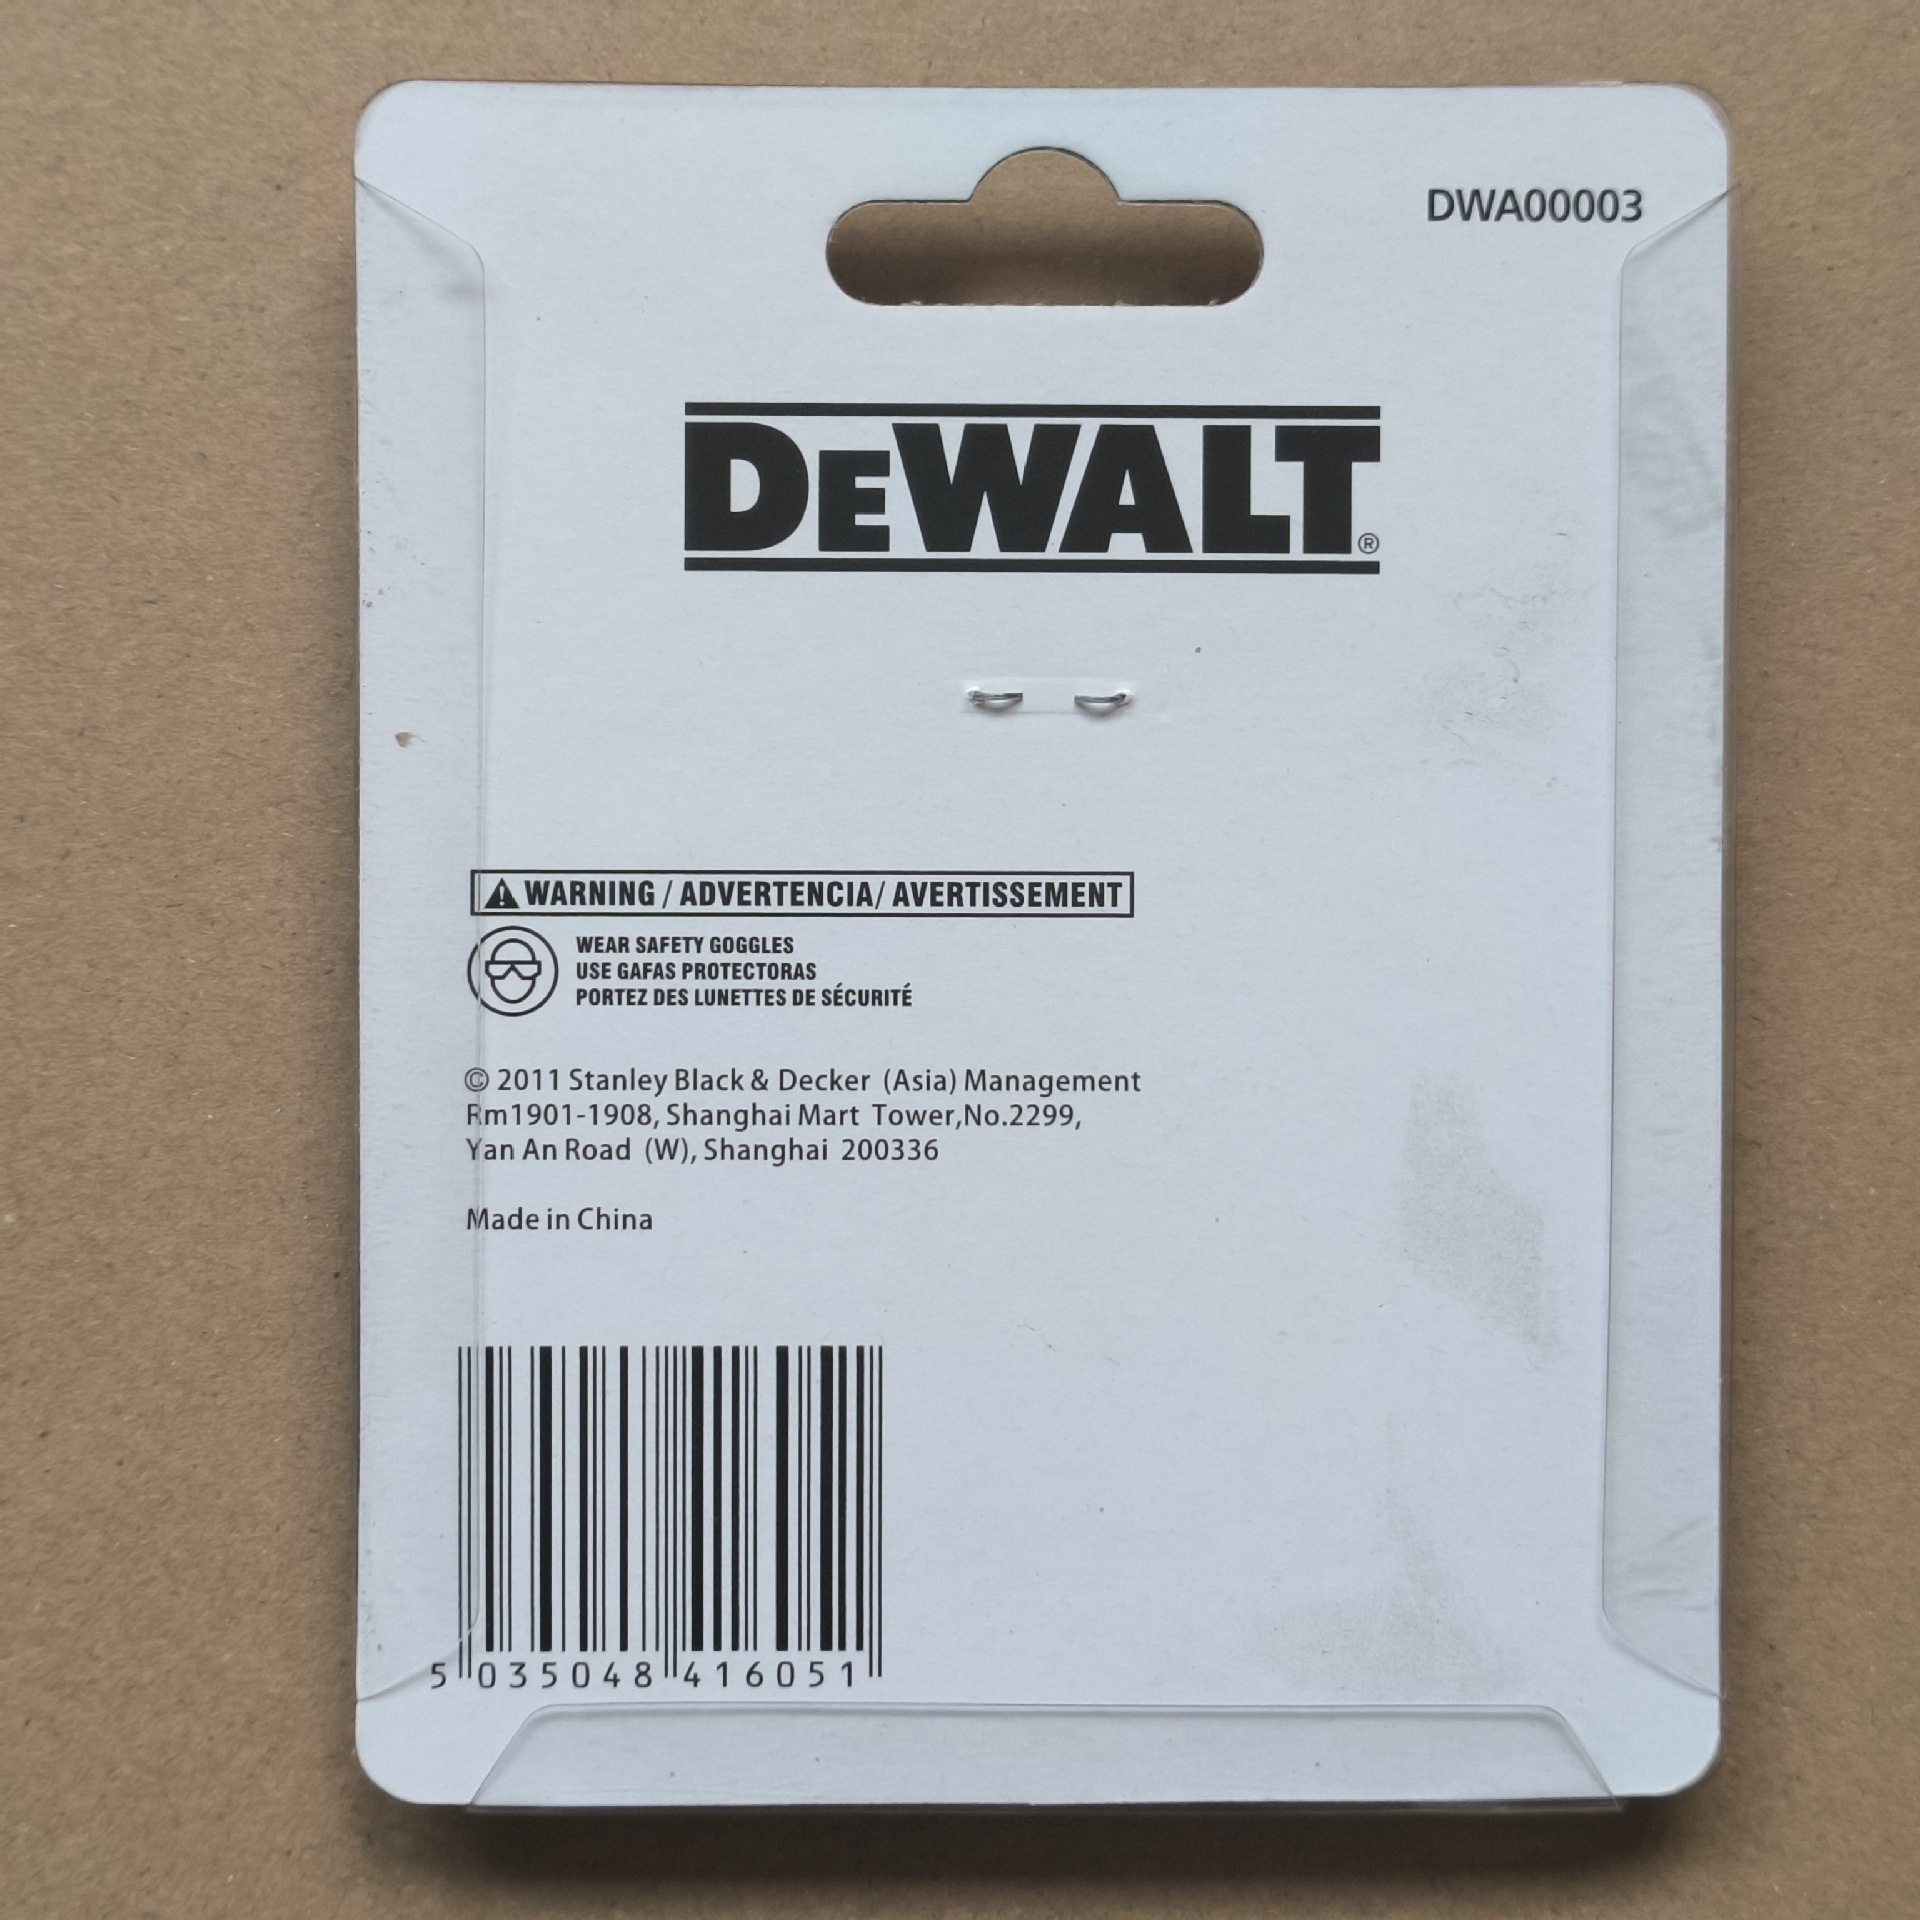 DWA00003
DEWALT®
WARNING / ADVERTENCIA/ AVERTISSEMENT
WEAR SAFETY GOGGLES
USE GAFAS PROTECTORAS
PORTEZ DES LUNETTES DE SÉCURITÉ
© 2011 Stanley Black & Decker (Asia) Management
Rm1901-1908, Shanghai Mart Tower,No.2299,
Yan An Road (W), Shanghai 200336
Made in China
5 035048 416051